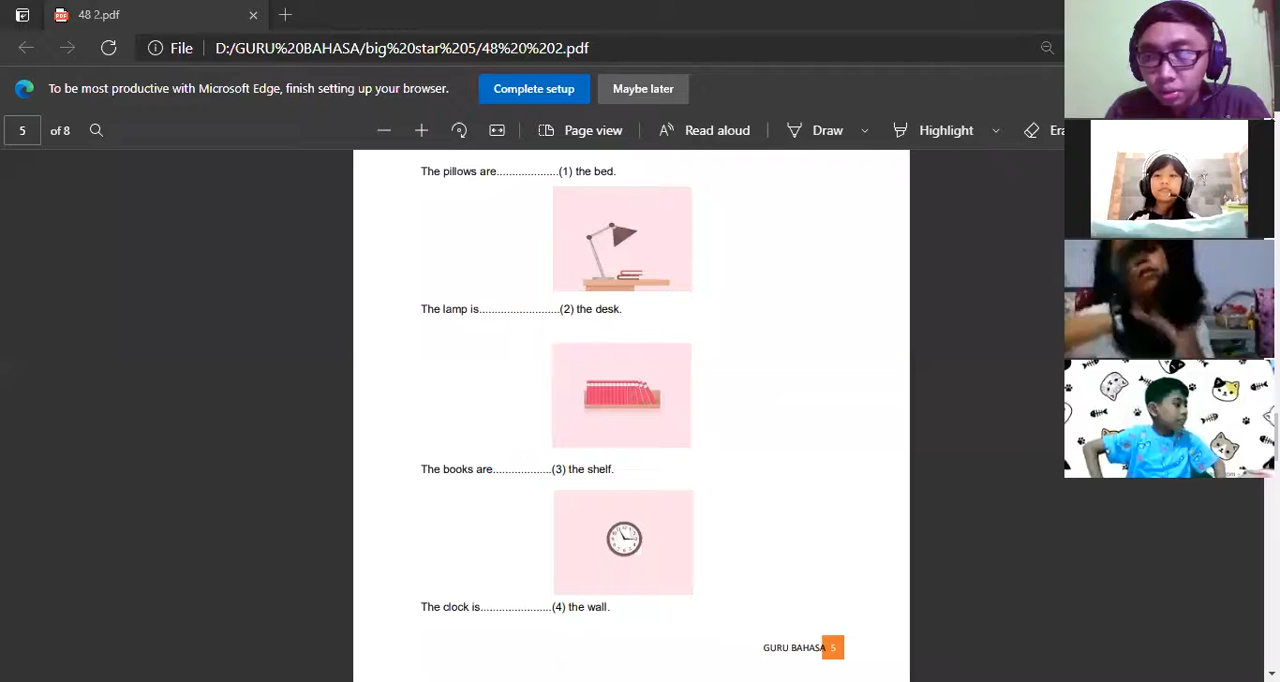 48 2.pdf
File D:/GURU%20BAHASA/big%20star%205/48%20%202.pdf
To be most productive with Microsoft Edge, finish setting up your browser. Complete setup Maybe later
5 of 8 Page view Read aloud Draw Highlight Era
The pillows are....................(1) the bed.
The lamp is..........................(2) the desk.
The books are...................(3) the shelf.
The clock is.......................(4) the wall.
GURU BAHASA 5